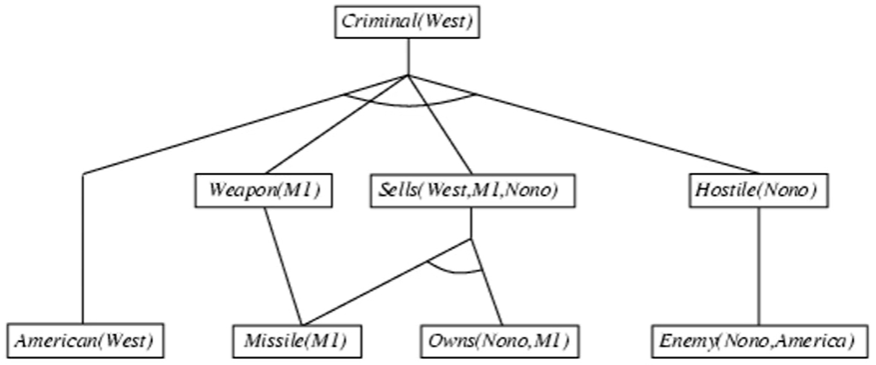 Criminal(West)
Weapon(M1)
Sells(West,M1,Nono)
Hostile(Nono)
American(West)
Missile(M1)
Owns(Nono,M1)
Enemy(Nono,America)